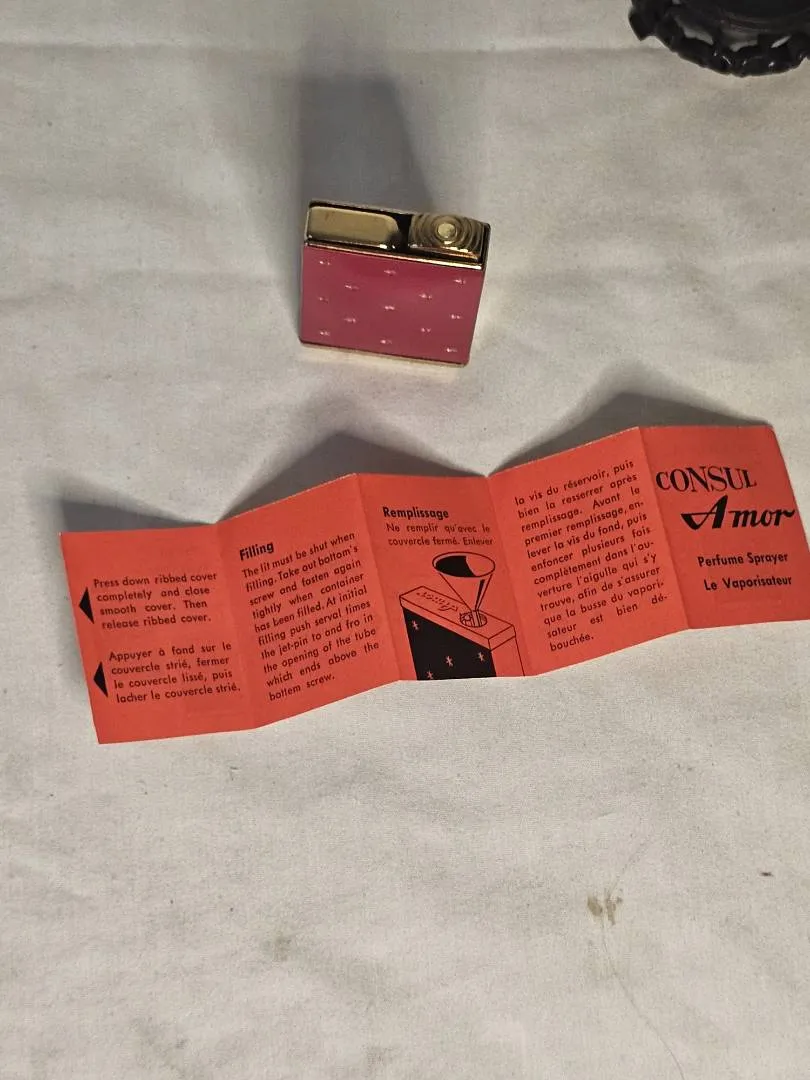 Press down ribbed cover
completely and close
smooth cover. Then
release ribbed cover.
Appuyer à fond sur le
couvercle strié, fermer
le couvercle lissé, puis
lacher le couvercle strié.
Filling
The lit must be shut when
filling. Take out bottom's
screw and fasten again
tightly when container
has been filled. At initial
filling push serval times
the jet-pin to and fro in
the opening of the tube
which ends above the
bottem screw.
Remplissage
Ne remplir qu'avec le
couvercle fermé. Enlever
Amor
la vis du réservoir, puis
bien la resserrer après
remplissage. Avant le
premier remplissage, en-
lever la vis du fond, puis
enfoncer plusieurs fois
complètement dans l'ou-
verture l'aigulle qui s'y
trouve, afin de s'assurer
que la busse du vapori-
sateur est bien dé-
bouchée.
CONSUL
Amor
Perfume Sprayer
Le Vaporisateur